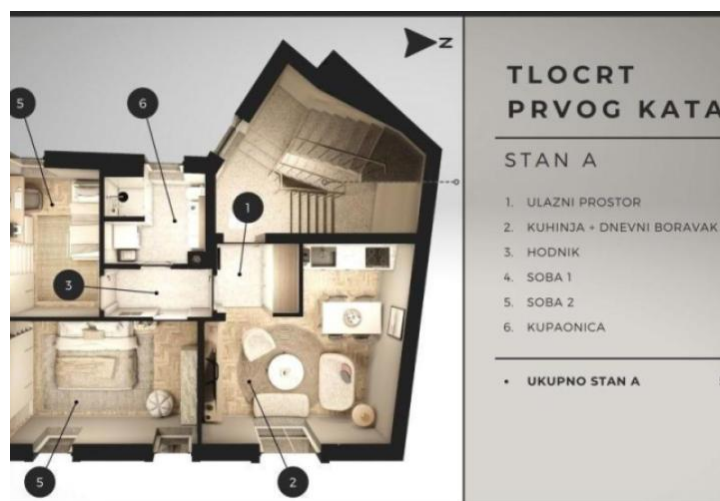 N
5
6
1
3
5
2
TLOCRT
PRVOG KATA
STAN A
1. ULAZNI PROSTOR
2. KUHINJA + DNEVNI BORAVAK
3. HODNIK
4. SOBA 1
5. SOBA 2
6. KUPAONICA
• UKUPNO STAN A